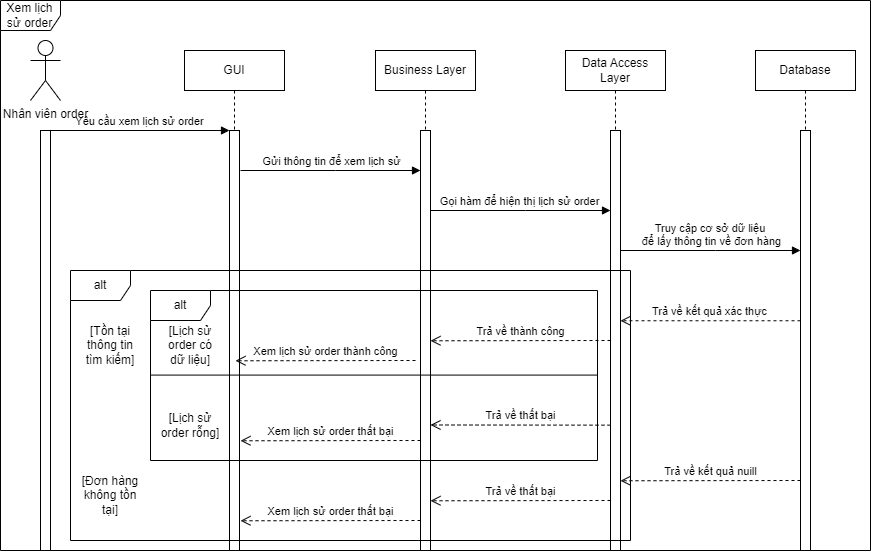 Xem lịch
sử order
Nhân viên order
GUI
Business Layer
Data Access
Layer
Database
Yêu cầu xem lịch sử order
Gửi thông tin để xem lịch sử
Gọi hàm để hiện thị lịch sử order
Truy cập cơ sở dữ liệu
để lấy thông tin về đơn hàng
alt
alt
Trả về kết quả xác thực
[Tồn tại
thông tin
tìm kiếm]
[Lịch sử
order có
dữ liệu]
Trả về thành công
Xem lịch sử order thành công
[Lịch sử
order rỗng]
Trả về thất bại
Xem lịch sử order thất bại
Trả về kết quả nuill
[Đơn hàng
không tồn
tại]
Trả về thất bại
Xem lịch sử order thất bại